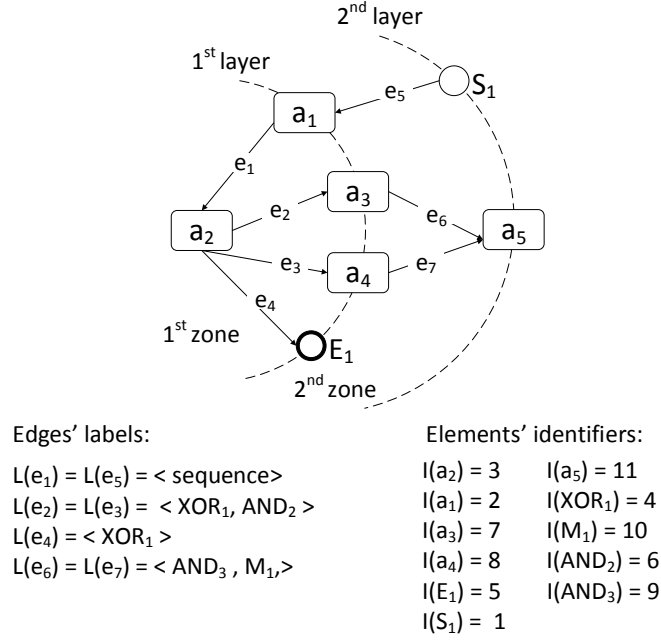 2nd layer
1st layer
S1
e5
a1
e1
a3
e2
e6
a2
a5
e3
a4
e7
e4
1st zone
E1
2nd zone
Edges' labels:
L(e1) = L(e5) = < sequence>
L(e2) = L(e3) = < XOR1, AND2 >
L(e4) = < XOR1 >
L(e6) = L(e7) = < AND3 , M1,>
Elements' identifiers:
I(a2) = 3 I(a5) = 11
I(a1) = 2 I(XOR1) = 4
I(a3) = 7 I(M1) = 10
I(a4) = 8 I(AND2) = 6
I(E1) = 5 I(AND3) = 9
I(S1) = 1